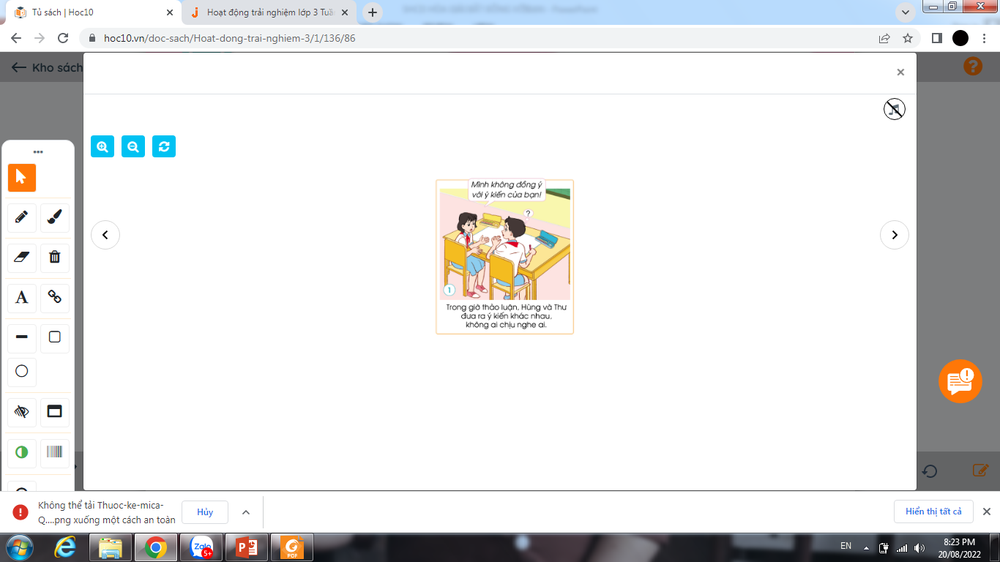 Tủ sách | Hoc10
Hoạt động trải nghiệm lớp 3 Tuầ
hoc10.vn/doc-sach/Hoat-dong-trai-nghiem-3/1/136/86
Kho sách
Mình không đồng ý
với ý kiến của bạn!
?
1
Trong giờ thảo luận, Hùng và Thư
đưa ra ý kiến khác nhau,
không ai chịu nghe ai.
A
Không thể tải Thuoc-ke-mica-
Q....png xuống một cách an toàn
Hủy
Hiển thị tất cả
Zalo
5+
PDF
EN
8:23 PM
20/08/2022